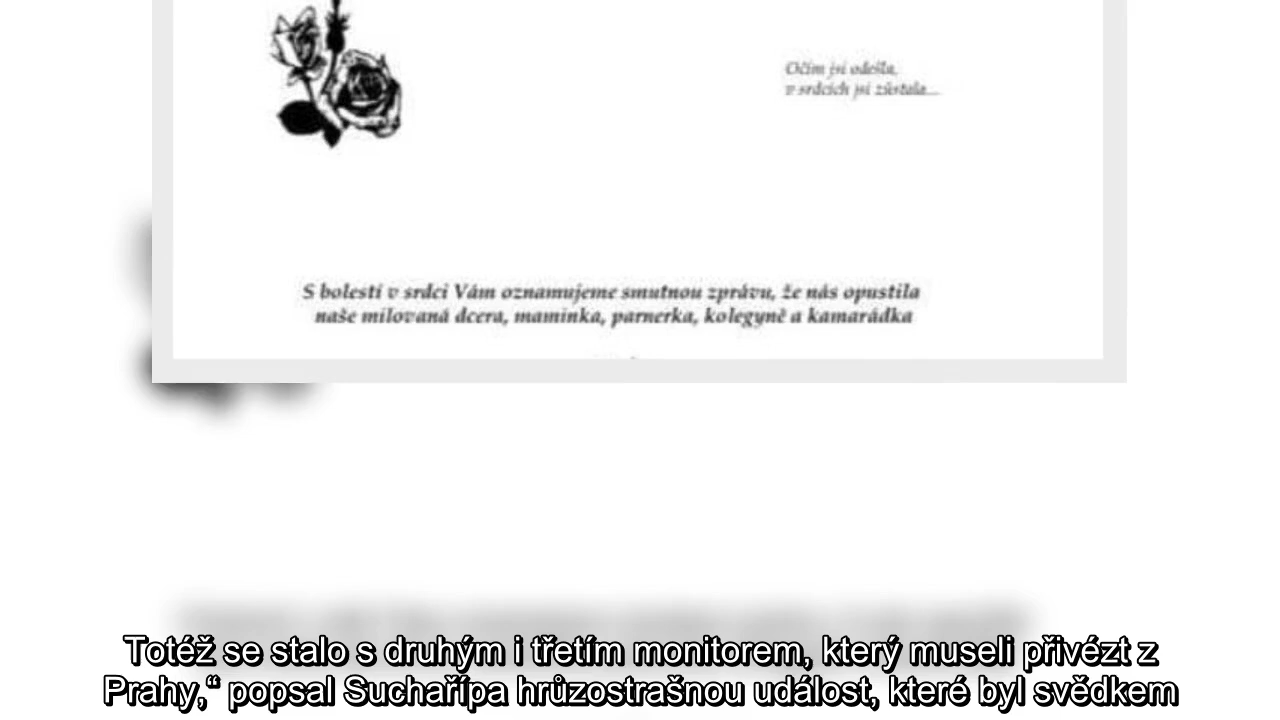 Očím jsi odešla,
v srdcích jsi zůstala...
S bolestí v srdci Vám oznamujeme smutnou zprávu, že nás opustila
naše milovaná dcera, maminka, parnerka, kolegyně a kamarádka
Totéž se stalo s druhým i třetím monitorem, který museli přivézt z
Prahy,“ popsal Suchařípa hrůzostrašnou událost, které byl svědkem